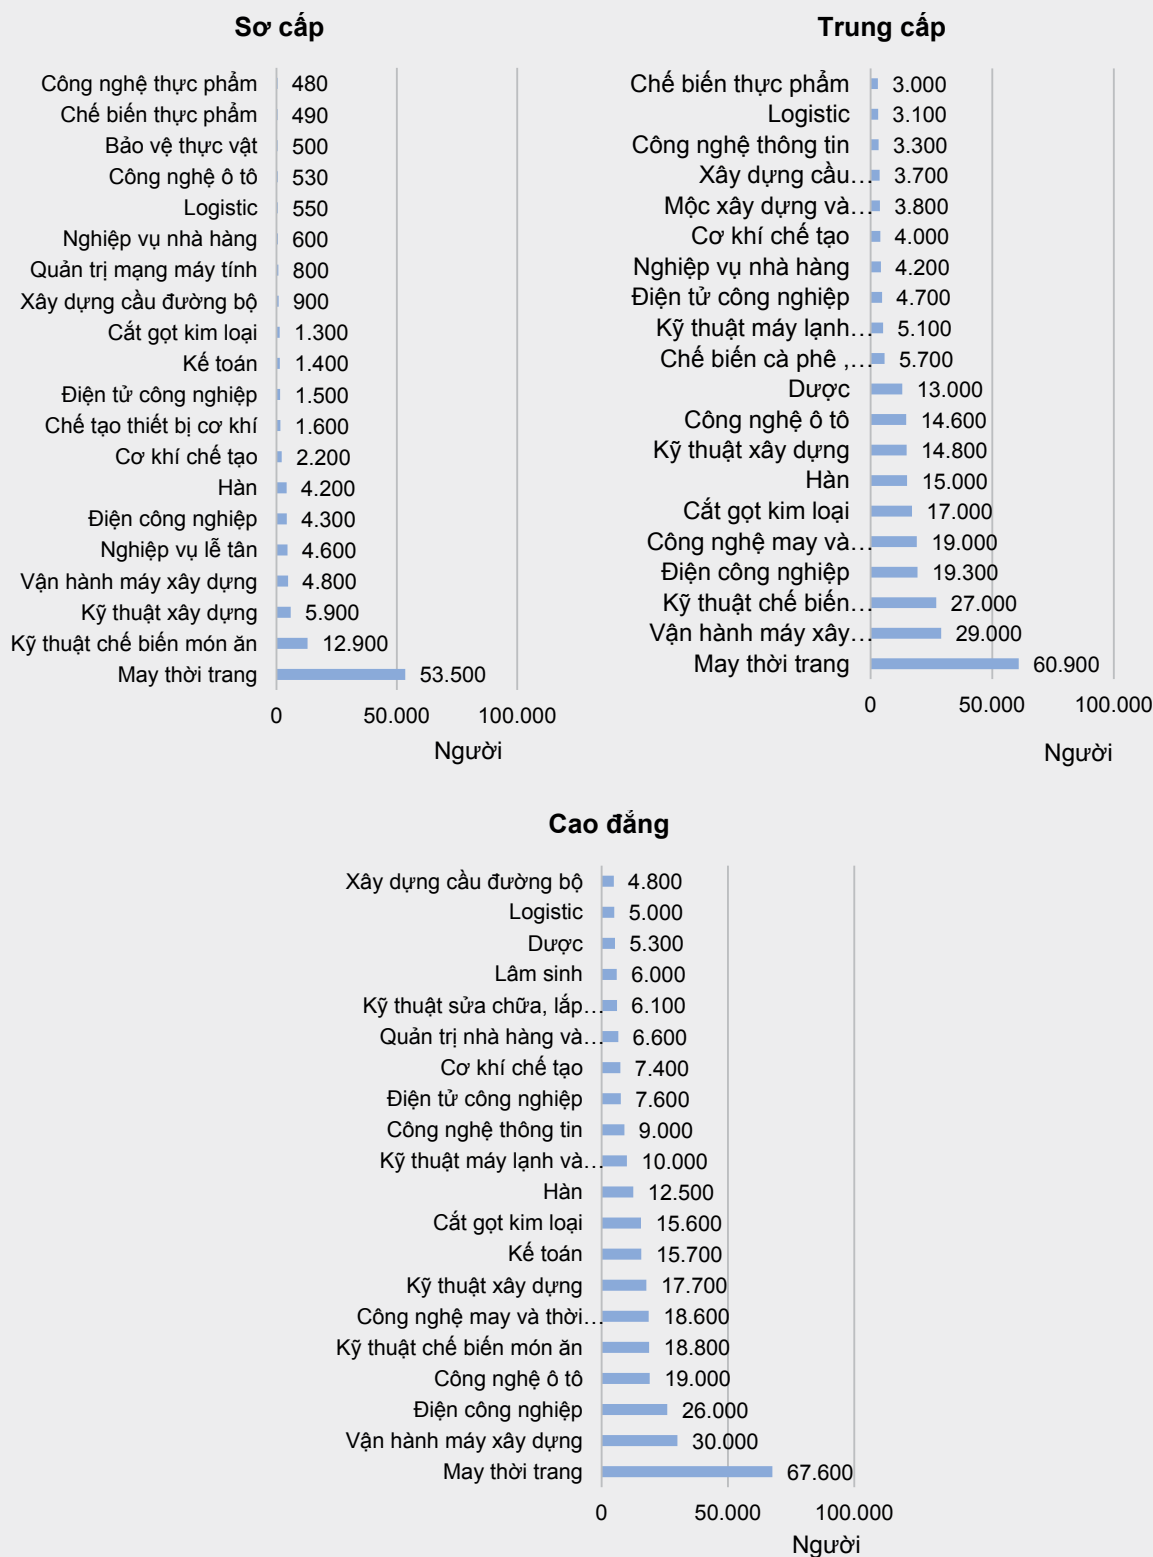 Sơ cấp
Công nghệ thực phẩm 480
Chế biến thực phẩm 490
Bảo vệ thực vật 500
Công nghệ ô tô 530
Logistic 550
Nghiệp vụ nhà hàng 600
Quản trị mạng máy tính 800
Xây dựng cầu đường bộ 900
Cắt gọt kim loại 1.300
Kế toán 1.400
Điện tử công nghiệp 1.500
Chế tạo thiết bị cơ khí 1.600
Cơ khí chế tạo 2.200
Hàn 4.200
Điện công nghiệp 4.300
Nghiệp vụ lễ tân 4.600
Vận hành máy xây dựng 4.800
Kỹ thuật xây dựng 5.900
Kỹ thuật chế biến món ăn 12.900
May thời trang 53.500
0 50.000 100.000
Người
Trung cấp
Chế biến thực phẩm 3.000
Logistic 3.100
Công nghệ thông tin 3.300
Xây dựng cầu… 3.700
Mộc xây dựng và… 3.800
Cơ khí chế tạo 4.000
Nghiệp vụ nhà hàng 4.200
Điện tử công nghiệp 4.700
Kỹ thuật máy lạnh… 5.100
Chế biến cà phê ,… 5.700
Dược 13.000
Công nghệ ô tô 14.600
Kỹ thuật xây dựng 14.800
Hàn 15.000
Cắt gọt kim loại 17.000
Công nghệ may và… 19.000
Điện công nghiệp 19.300
Kỹ thuật chế biến… 27.000
Vận hành máy xây… 29.000
May thời trang 60.900
0 50.000 100.000
Người
Cao đẳng
Xây dựng cầu đường bộ 4.800
Logistic 5.000
Dược 5.300
Lâm sinh 6.000
Kỹ thuật sửa chữa, lắp… 6.100
Quản trị nhà hàng và… 6.600
Cơ khí chế tạo 7.400
Điện tử công nghiệp 7.600
Công nghệ thông tin 9.000
Kỹ thuật máy lạnh và… 10.000
Hàn 12.500
Cắt gọt kim loại 15.600
Kế toán 15.700
Kỹ thuật xây dựng 17.700
Công nghệ may và thời… 18.600
Kỹ thuật chế biến món ăn 18.800
Công nghệ ô tô 19.000
Điện công nghiệp 26.000
Vận hành máy xây dựng 30.000
May thời trang 67.600
0 50.000 100.000
Người